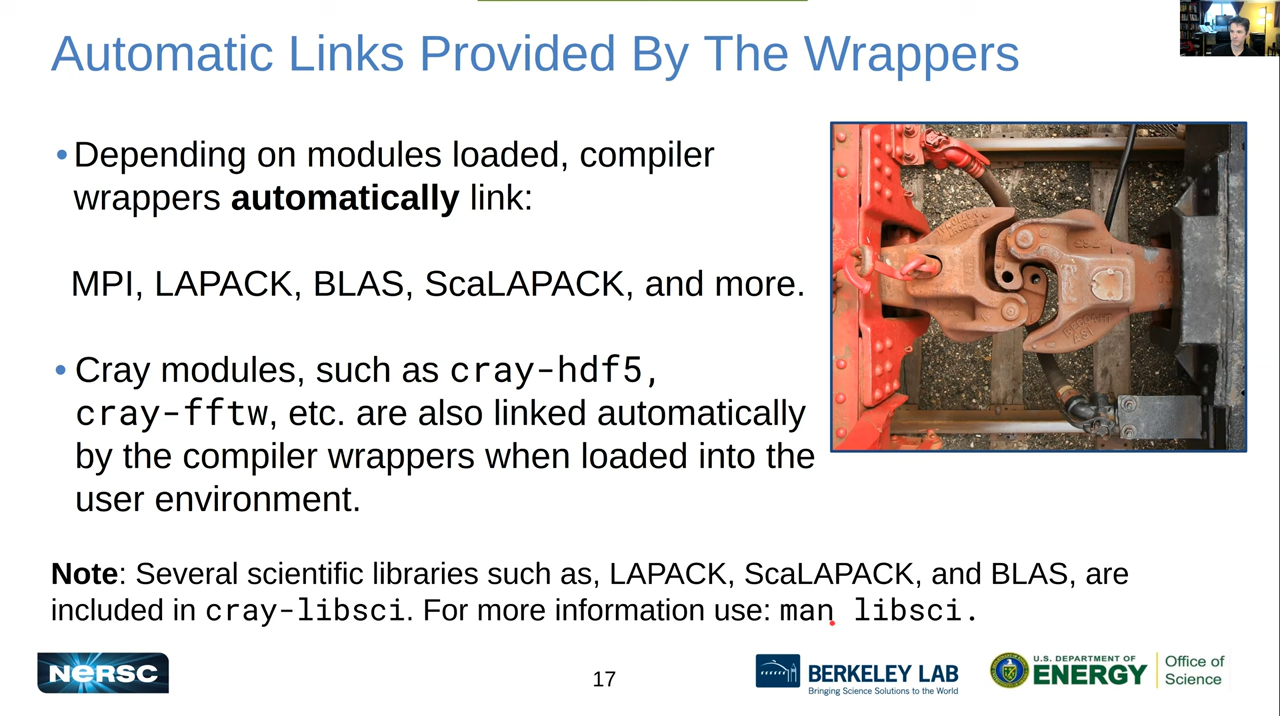 Automatic Links Provided By The Wrappers
•Depending on modules loaded, compiler
wrappers automatically link:
MPI, LAPACK, BLAS, ScaLAPACK, and more.
• Cray modules, such as cray-hdf5,
cray-fftw, etc. are also linked automatically
by the compiler wrappers when loaded into the
user environment.
Note: Several scientific libraries such as, LAPACK, ScaLAPACK, and BLAS, are
included in cray-libsci. For more information use: man libsci.
NERSC
17
BERKELEY LAB
Bringing Science Solutions to the World
U.S. DEPARTMENT OF
ENERGY
Office of
Science